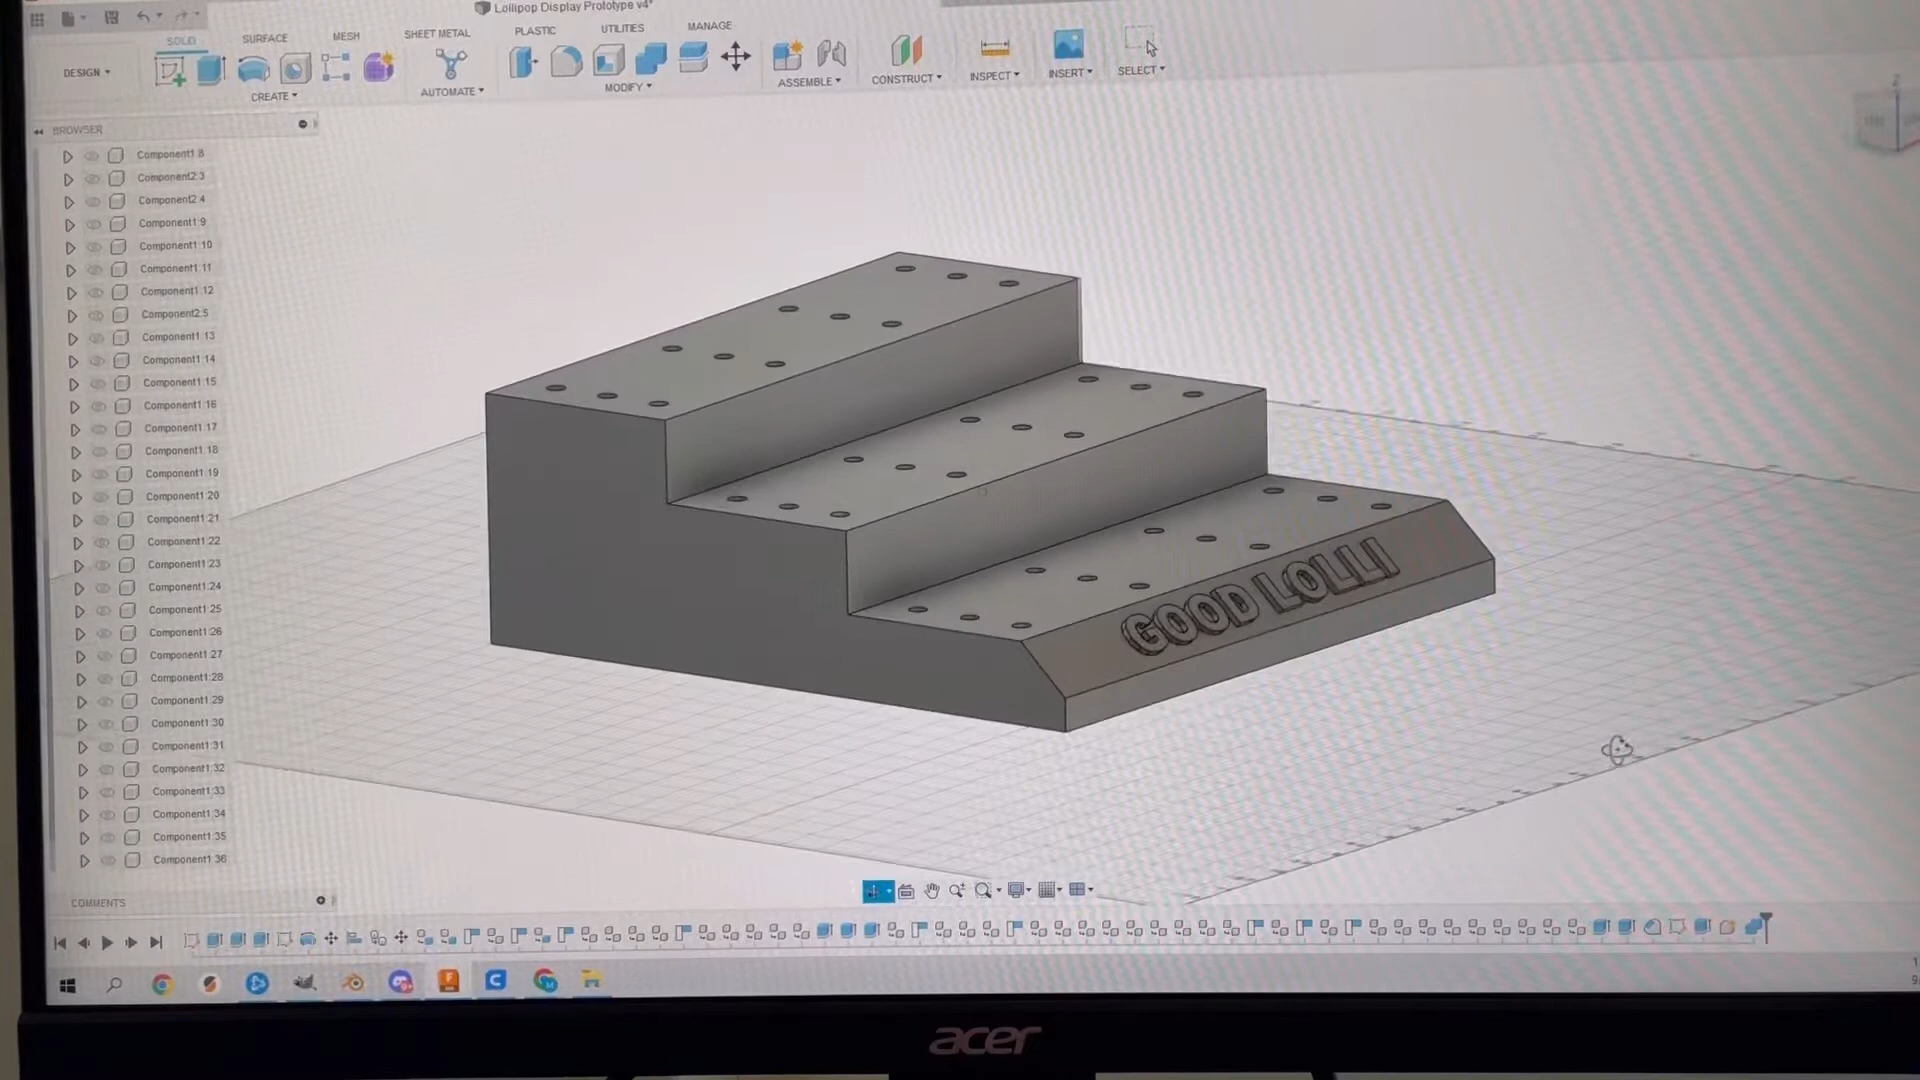 Lollipop Display Prototype v4*
SOLID SURFACE MESH SHEET METAL PLASTIC UTILITIES MANAGE
DESIGN
CREATE AUTOMATE MODIFY ASSEMBLE CONSTRUCT INSPECT INSERT SELECT
BROWSER
Component1:8
Component2:3
Component2:4
Component1:9
Component1:10
Component1:11
Component1:12
Component2:5
Component1:13
Component1:14
Component1:15
Component1:16
Component1:17
Component1:18
Component1:19
Component1:20
Component1:21
Component1:22
Component1:23
Component1:24
Component1:25
Component1:26
Component1:27
Component1:28
Component1:29
Component1:30
Component1:31
Component1:32
Component1:33
Component1:34
Component1:35
Component1:36
Z
GOOD LOLLI
COMMENTS
acer